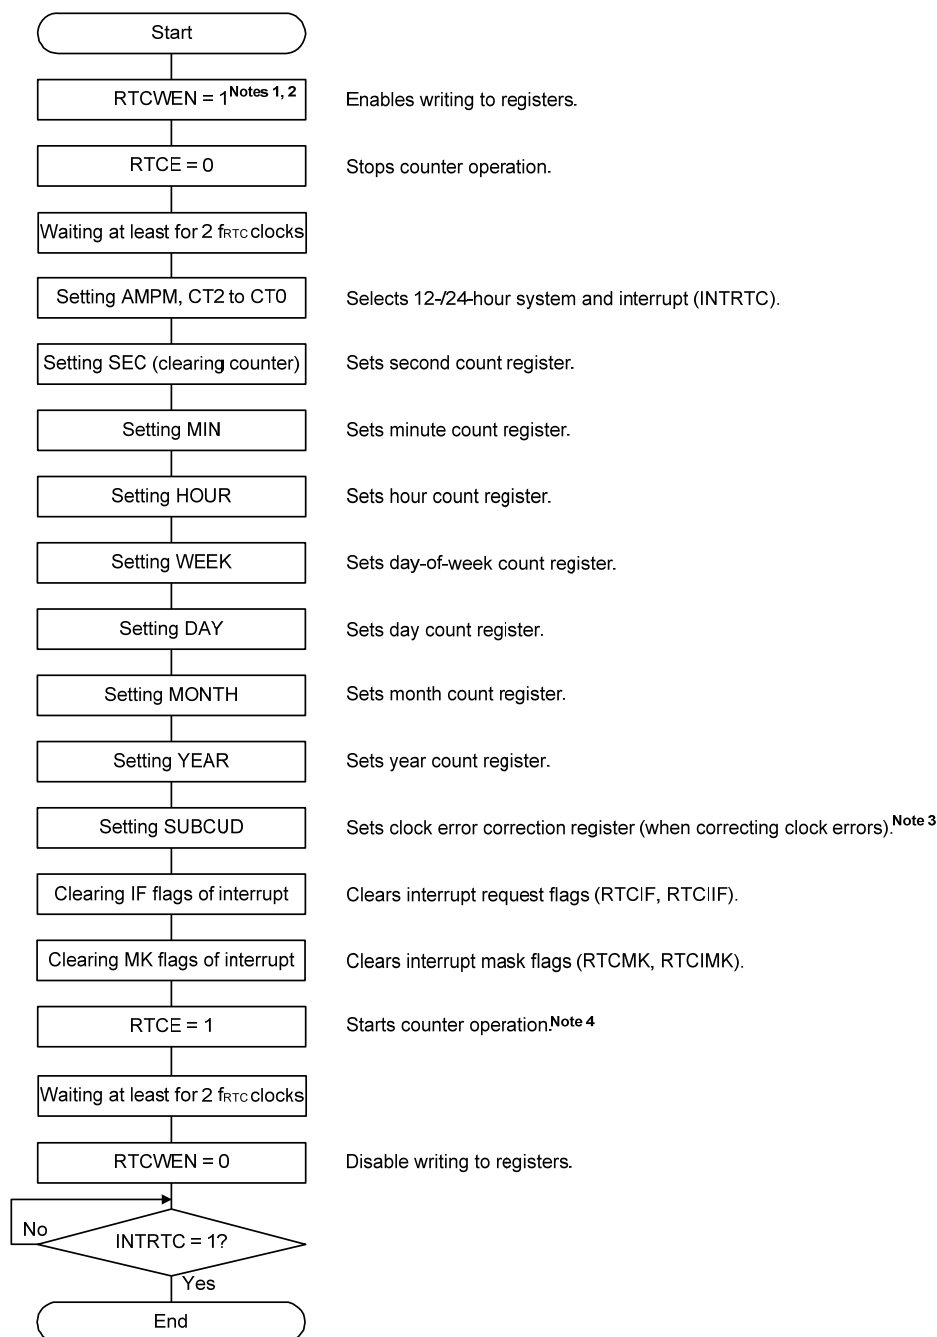 Start
RTCWEN = 1 Notes 1, 2
Enables writing to registers.
RTCE = 0
Stops counter operation.
Waiting at least for 2 fRTC clocks
Setting AMPM, CT2 to CT0
Selects 12-/24-hour system and interrupt (INTRTC).
Setting SEC (clearing counter)
Sets second count register.
Setting MIN
Sets minute count register.
Setting HOUR
Sets hour count register.
Setting WEEK
Sets day-of-week count register.
Setting DAY
Sets day count register.
Setting MONTH
Sets month count register.
Setting YEAR
Sets year count register.
Setting SUBCUD
Sets clock error correction register (when correcting clock errors). Note 3
Clearing IF flags of interrupt
Clears interrupt request flags (RTCIF, RTCIIF).
Clearing MK flags of interrupt
Clears interrupt mask flags (RTCMK, RTCIMK).
RTCE = 1
Starts counter operation. Note 4
Waiting at least for 2 fRTC clocks
RTCWEN = 0
Disable writing to registers.
No
INTRTC = 1?
Yes
End